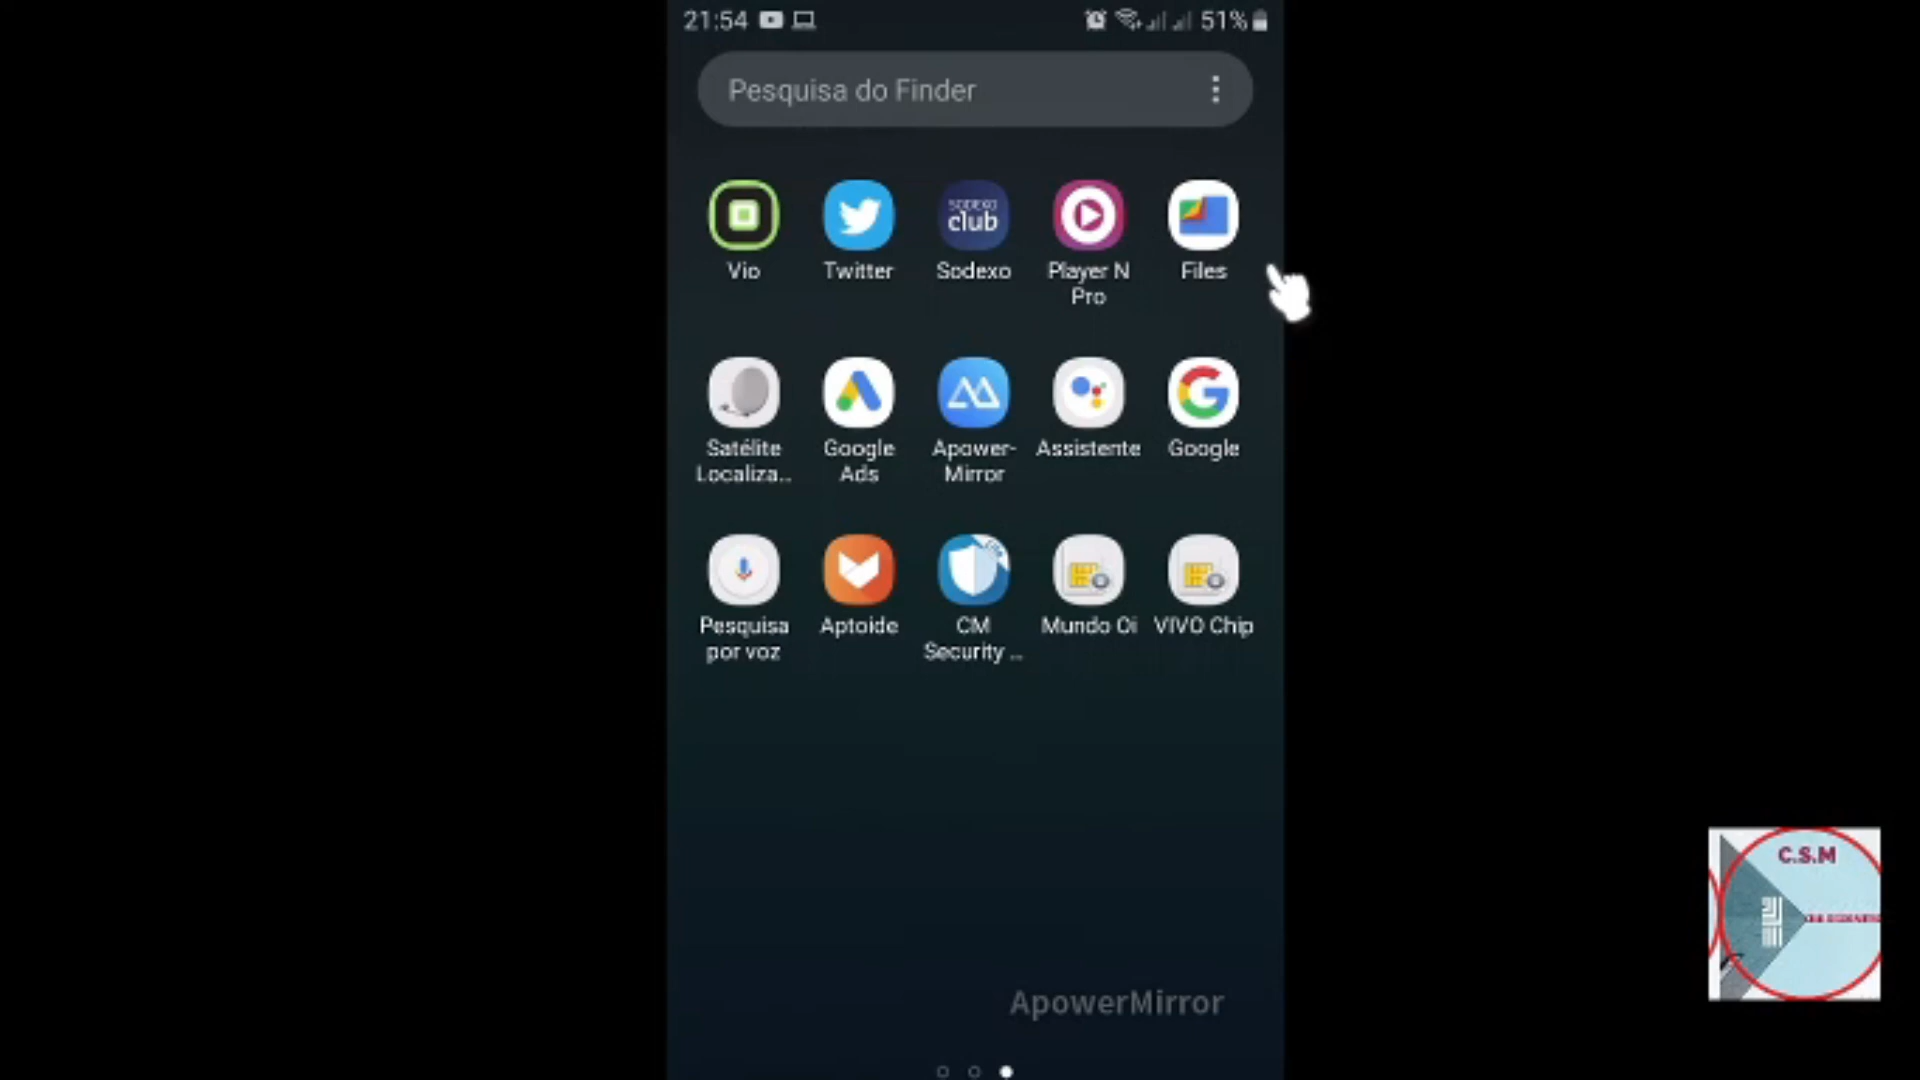 21:54
51%
Pesquisa do Finder
SODEXO
club
Vio
Twitter
Sodexo
Player N
Pro
Files
Satélite
Localiza...
Google
Ads
Apower-
Mirror
Assistente
Google
Pesquisa
por voz
Aptoide
CM
Security ...
Mundo Oi
VIVO Chip
C.S.M
ApowerMirror